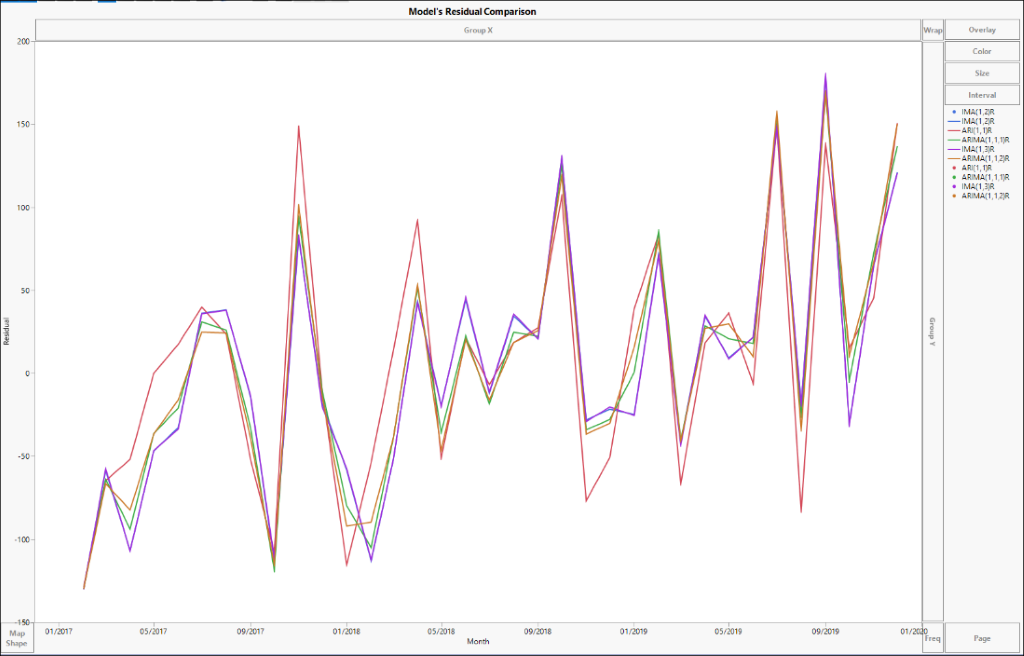 Model's Residual Comparison
Group X
Wrap
Overlay
Color
Size
Interval
IMA(1,2)R
IMA(1,2)R
ARI(1,1)R
ARIMA(1,1,1)R
IMA(1,3)R
ARIMA(1,1,2)R
ARI(1,1)R
ARIMA(1,1,1)R
IMA(1,3)R
ARIMA(1,1,2)R
200
150
100
50
0
-50
-100
-150
Residual
Group Y
Map
Shape
01/2017
05/2017
09/2017
01/2018
05/2018
09/2018
01/2019
05/2019
09/2019
01/2020
Month
Freq
Page